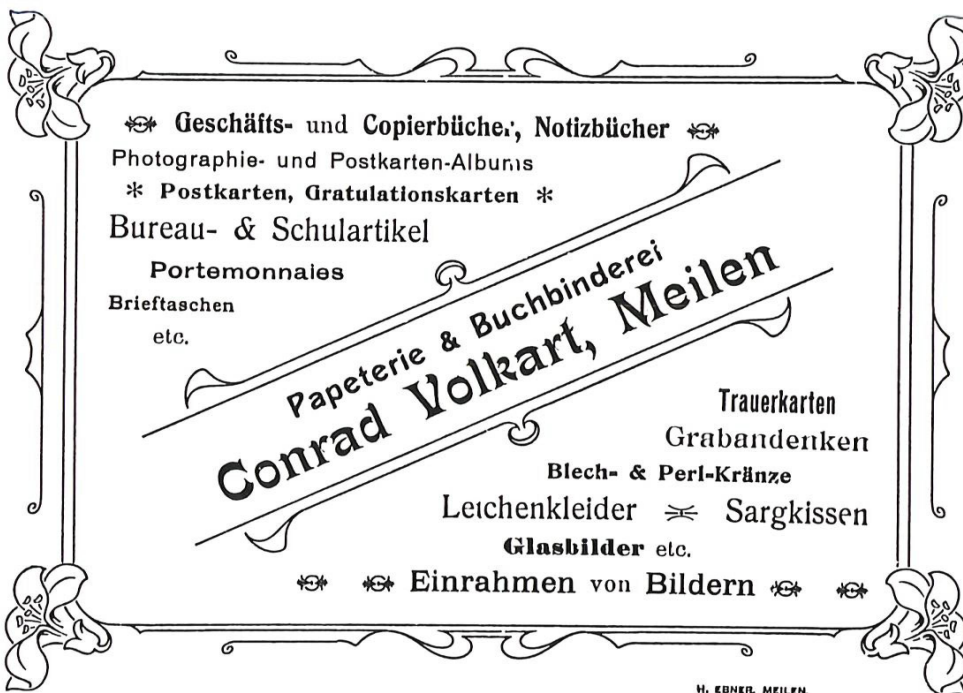 Geschäfts- und Copierbücher, Notizbücher
Photographie- und Postkarten-Albums
* Postkarten, Gratulationskarten *
Bureau- & Schulartikel
Portemonnaies
Brieftaschen
etc.
Papeterie & Buchbinderei
Conrad Volkart, Meilen
Trauerkarten
Grabandenken
Blech- & Perl-Kränze
Leichenkleider Sargkissen
Glasbilder etc.
Einrahmen von Bildern
H. EBNER, MEILEN.